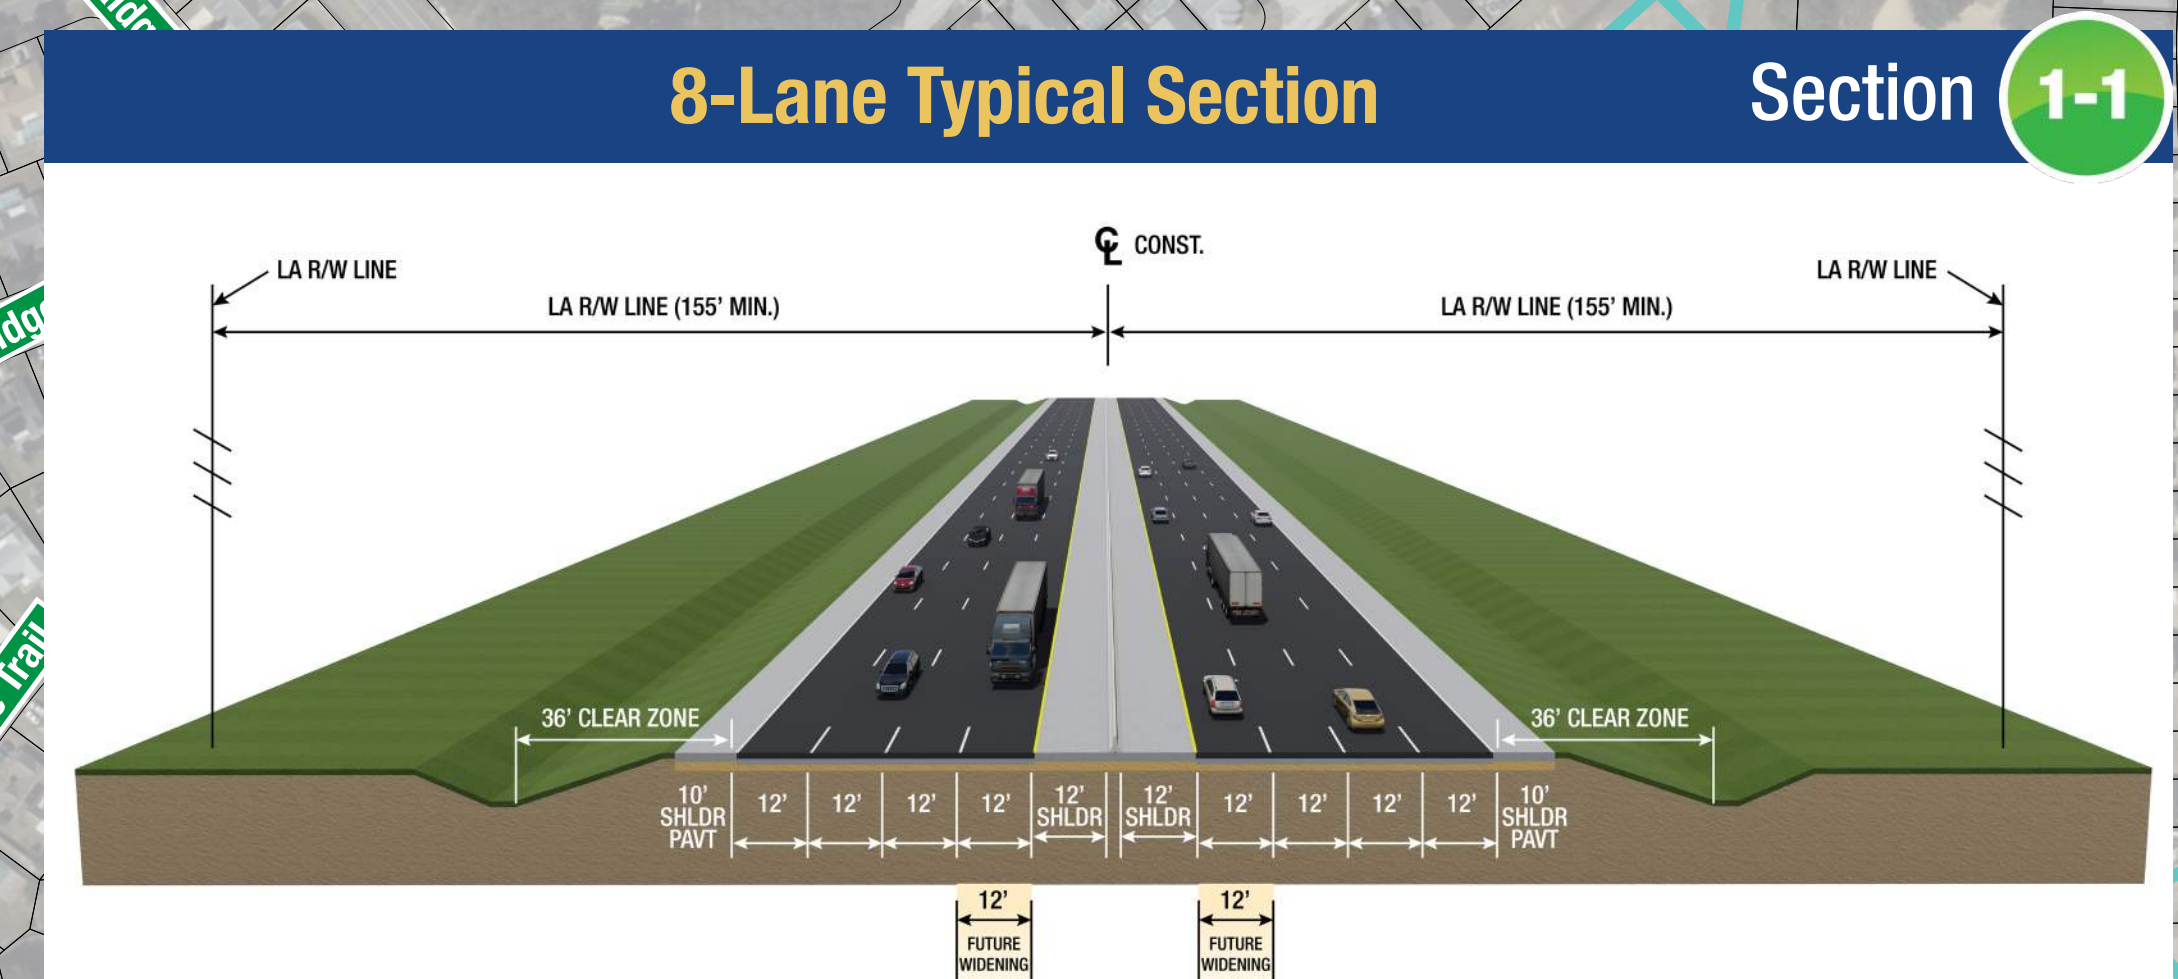 8-Lane Typical Section
Section 1-1
℄ CONST.
LA R/W LINE
LA R/W LINE
LA R/W LINE (155' MIN.)
LA R/W LINE (155' MIN.)
36' CLEAR ZONE
36' CLEAR ZONE
10'
SHLDR
PAVT
12'
12'
12'
12'
12'
SHLDR
12'
SHLDR
12'
12'
12'
12'
10'
SHLDR
PAVT
12'
FUTURE
WIDENING
12'
FUTURE
WIDENING
Trail